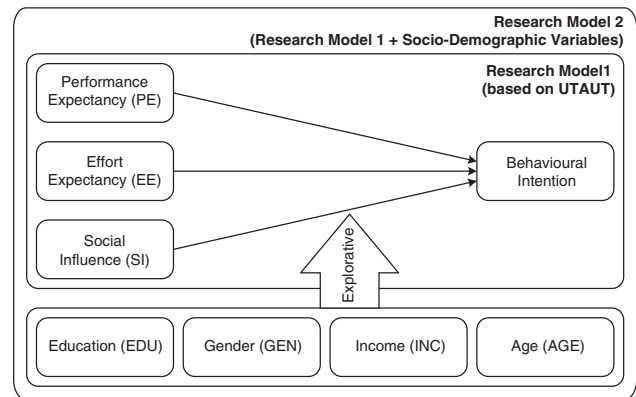 Research Model 2
(Research Model 1 + Socio-Demographic Variables)
Research Model1
(based on UTAUT)
Performance
Expectancy (PE)
Effort
Expectancy (EE)
Behavioural
Intention
Social
Influence (SI)
Explorative
Education (EDU)
Gender (GEN)
Income (INC)
Age (AGE)